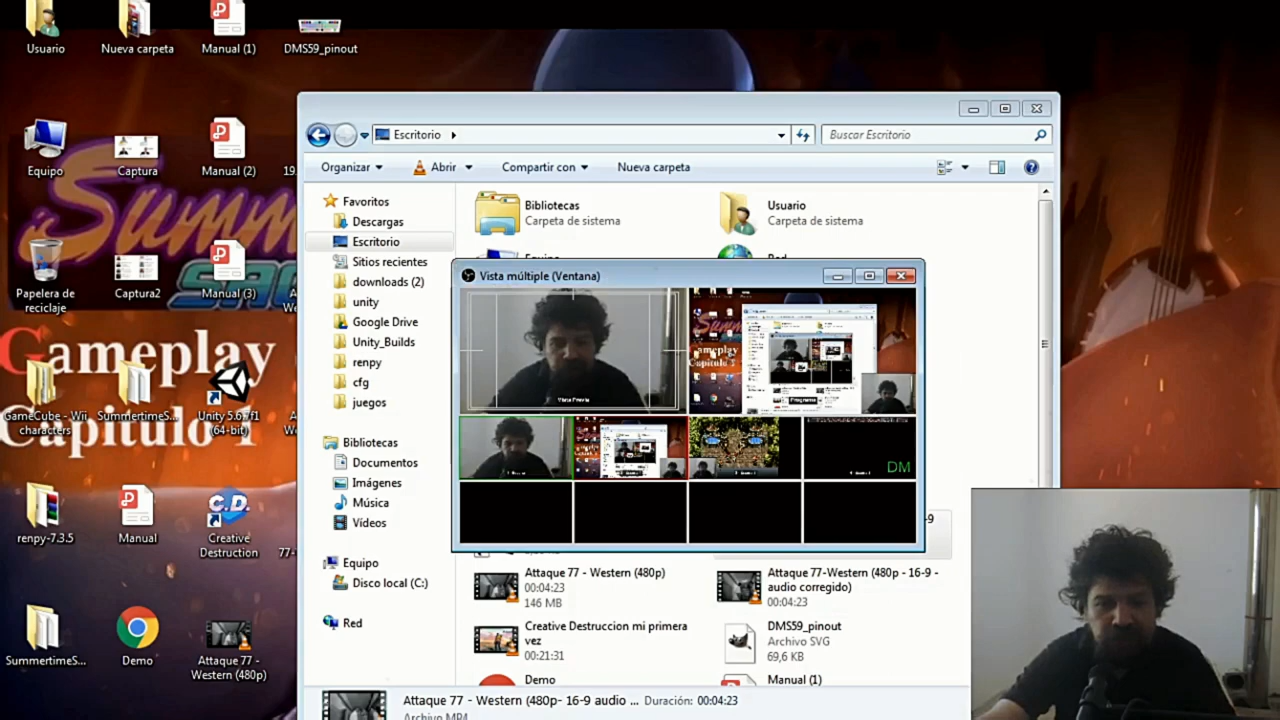 Usuario
Nueva carpeta
Manual (1)
DMS59_pinout
Equipo
Captura
Manual (2)
19.
Papelera de
reciclaje
Captura2
Manual (3)
Gameplay
Capitulo 1
GameCube - Wii
characters
SummertimeS...
Unity 5.6.7f1
(64-bit)
renpy-7.3.5
Manual
Creative
Destruction
77-
SummertimeS...
Demo
Attaque 77 -
Western (480p)
Escritorio
Buscar Escritorio
Organizar
Abrir
Compartir con
Nueva carpeta
Favoritos
Descargas
Escritorio
Sitios recientes
downloads (2)
unity
Google Drive
Unity_Builds
renpy
cfg
juegos
Bibliotecas
Documentos
Imágenes
Música
Vídeos
Equipo
Disco local (C:)
Red
Bibliotecas
Carpeta de sistema
Usuario
Carpeta de sistema
Vista múltiple (Ventana)
Vista Previa
Programa
DM
Attaque 77 - Western (480p)
00:04:23
146 MB
Attaque 77-Western (480p - 16-9 -
audio corregido)
00:04:23
Creative Destruccion mi primera
vez
00:21:31
DMS59_pinout
Archivo SVG
69,6 KB
Demo
Manual (1)
Attaque 77 - Western (480p- 16-9 audio ...
Duración: 00:04:23
Archivo MP4